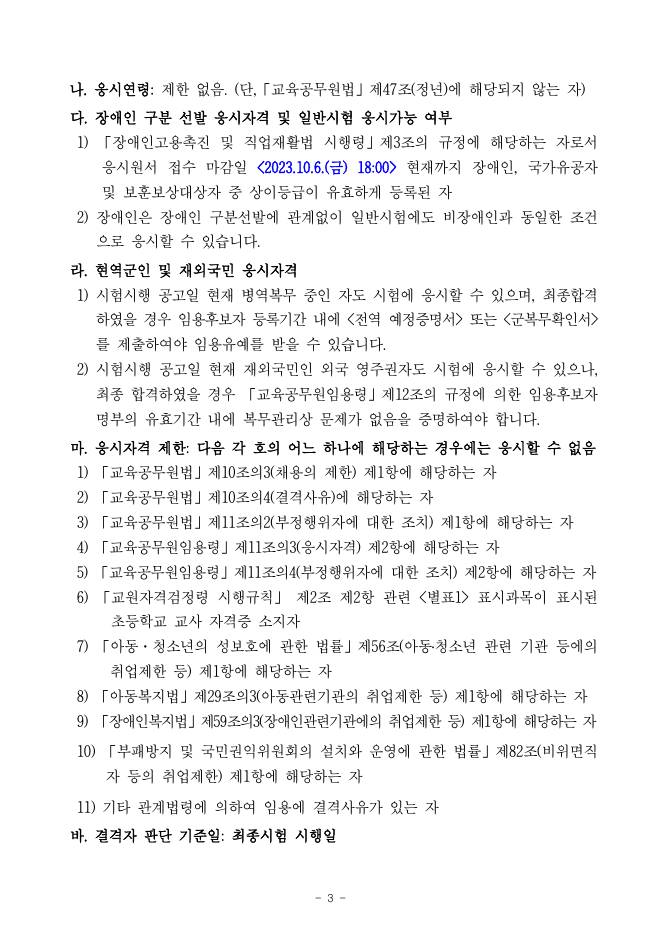 나. 응시연령: 제한 없음. (단,「교육공무원법」제47조(정년)에 해당되지 않는 자)
다. 장애인 구분 선발 응시자격 및 일반시험 응시가능 여부
1) 「장애인고용촉진 및 직업재활법 시행령」제3조의 규정에 해당하는 자로서
응시원서 접수 마감일 <2023.10.6.(금) 18:00> 현재까지 장애인, 국가유공자
및 보훈보상대상자 중 상이등급이 유효하게 등록된 자
2) 장애인은 장애인 구분선발에 관계없이 일반시험에도 비장애인과 동일한 조건
으로 응시할 수 있습니다.
라. 현역군인 및 재외국민 응시자격
1) 시험시행 공고일 현재 병역복무 중인 자도 시험에 응시할 수 있으며, 최종합격
하였을 경우 임용후보자 등록기간 내에 <전역 예정증명서> 또는 <군복무확인서>
를 제출하여야 임용유예를 받을 수 있습니다.
2) 시험시행 공고일 현재 재외국민인 외국 영주권자도 시험에 응시할 수 있으나,
최종 합격하였을 경우 「교육공무원임용령」제12조의 규정에 의한 임용후보자
명부의 유효기간 내에 복무관리상 문제가 없음을 증명하여야 합니다.
마. 응시자격 제한: 다음 각 호의 어느 하나에 해당하는 경우에는 응시할 수 없음
1) 「교육공무원법」제10조의3(채용의 제한) 제1항에 해당하는 자
2) 「교육공무원법」제10조의4(결격사유)에 해당하는 자
3) 「교육공무원법」제11조의2(부정행위자에 대한 조치) 제1항에 해당하는 자
4) 「교육공무원임용령」제11조의3(응시자격) 제2항에 해당하는 자
5) 「교육공무원임용령」제11조의4(부정행위자에 대한 조치) 제2항에 해당하는 자
6) 「교원자격검정령 시행규칙」 제2조 제2항 관련 <별표1> 표시과목이 표시된
초등학교 교사 자격증 소지자
7) 「아동・청소년의 성보호에 관한 법률」제56조(아동·청소년 관련 기관 등에의
취업제한 등) 제1항에 해당하는 자
8) 「아동복지법」제29조의3(아동관련기관의 취업제한 등) 제1항에 해당하는 자
9) 「장애인복지법」제59조의3(장애인관련기관에의 취업제한 등) 제1항에 해당하는 자
10) 「부패방지 및 국민권익위원회의 설치와 운영에 관한 법률」제82조(비위면직
자 등의 취업제한) 제1항에 해당하는 자
11) 기타 관계법령에 의하여 임용에 결격사유가 있는 자
바. 결격자 판단 기준일: 최종시험 시행일
- 3 -